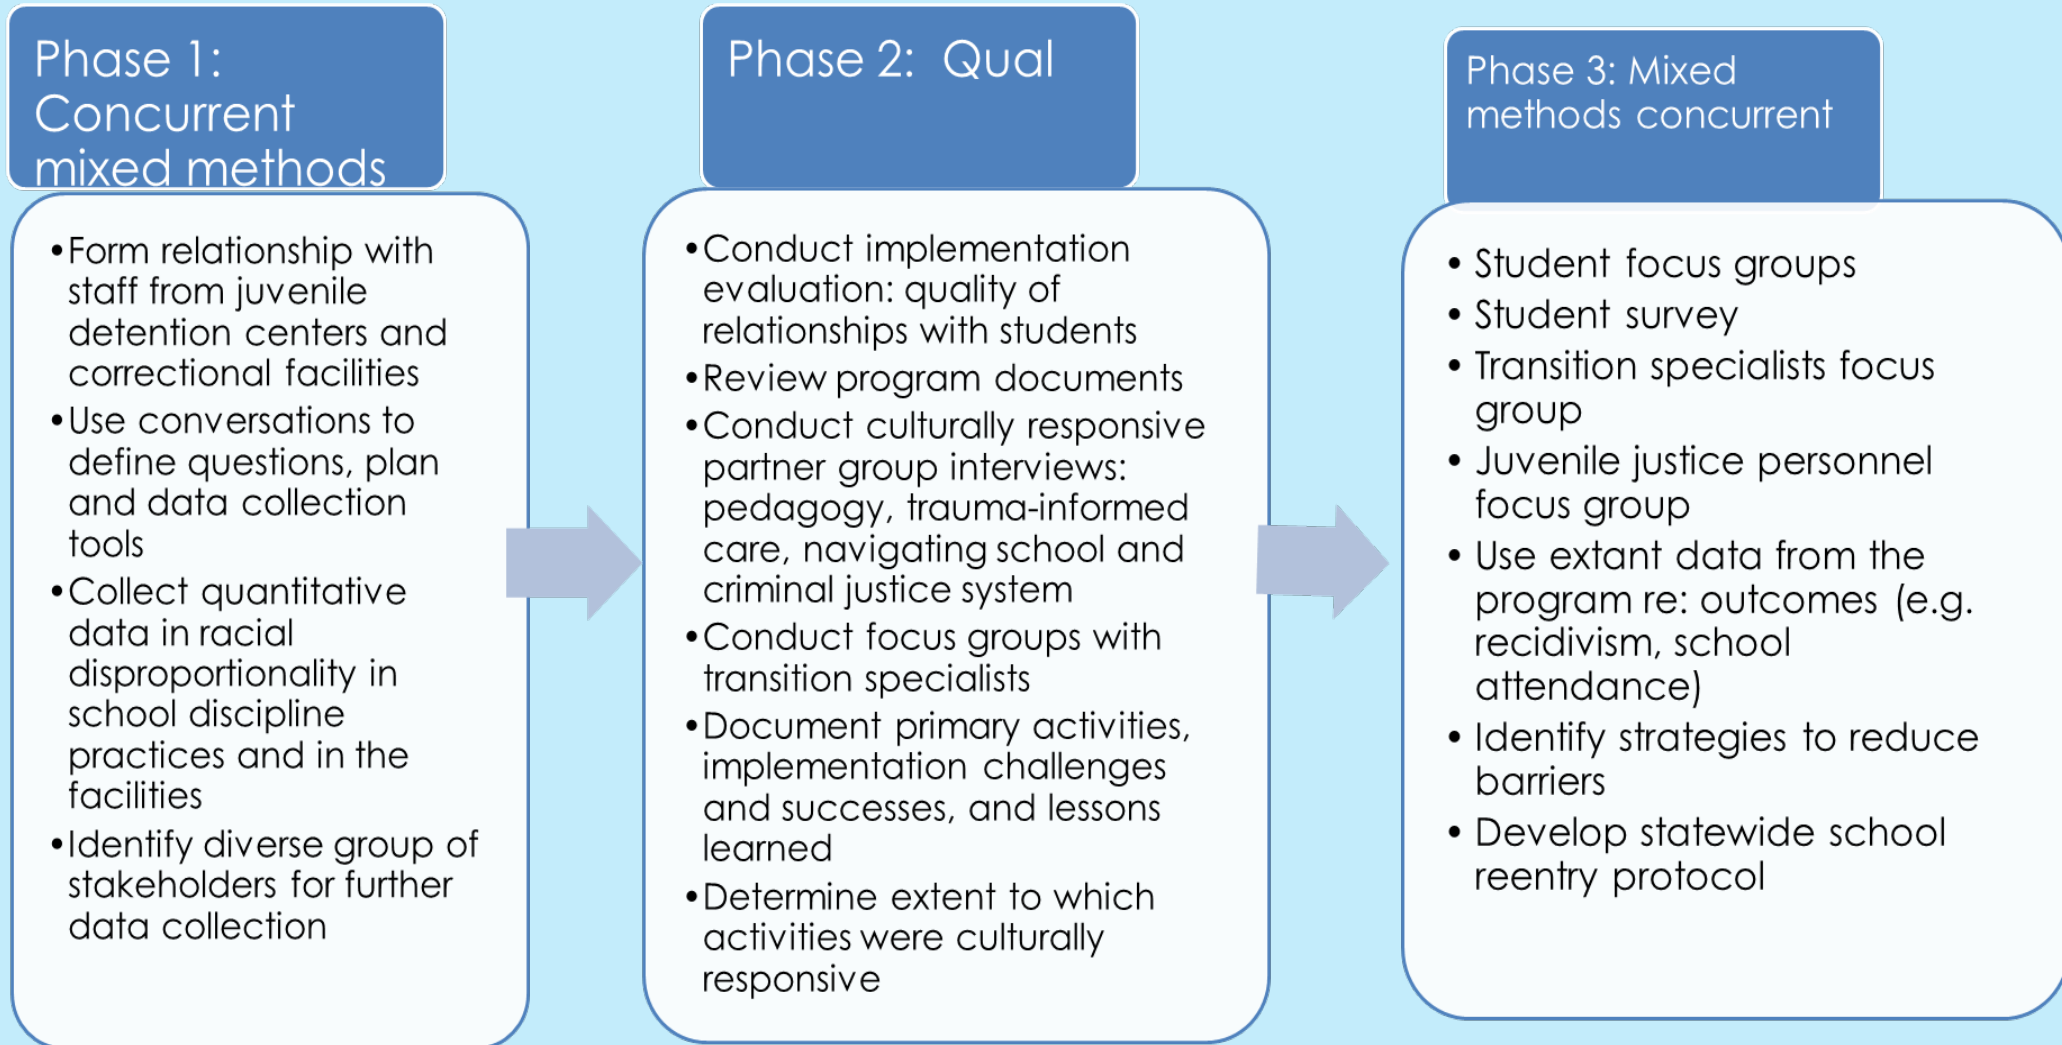 Phase 1:
Concurrent
mixed methods
•Form relationship with
staff from juvenile
detention centers and
correctional facilities
•Use conversations to
define questions, plan
and data collection
tools
•Collect quantitative
data in racial
disproportionality in
school discipline
practices and in the
facilities
•Identify diverse group of
stakeholders for further
data collection
Phase 2: Qual
•Conduct implementation
evaluation: quality of
relationships with students
•Review program documents
•Conduct culturally responsive
partner group interviews:
pedagogy, trauma-informed
care, navigating school and
criminal justice system
•Conduct focus groups with
transition specialists
•Document primary activities,
implementation challenges
and successes, and lessons
learned
•Determine extent to which
activities were culturally
responsive
Phase 3: Mixed
methods concurrent
• Student focus groups
• Student survey
• Transition specialists focus
group
• Juvenile justice personnel
focus group
• Use extant data from the
program re: outcomes (e.g.
recidivism, school
attendance)
• Identify strategies to reduce
barriers
• Develop statewide school
reentry protocol